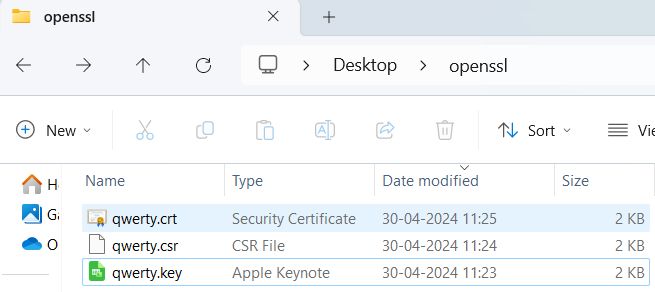 openssl
Desktop openssl
New Sort Vie
Name Type Date modified Size
Ho
Ga
O
qwerty.crt Security Certificate 30-04-2024 11:25 2 KB
qwerty.csr CSR File 30-04-2024 11:24 2 KB
qwerty.key Apple Keynote 30-04-2024 11:23 2 KB